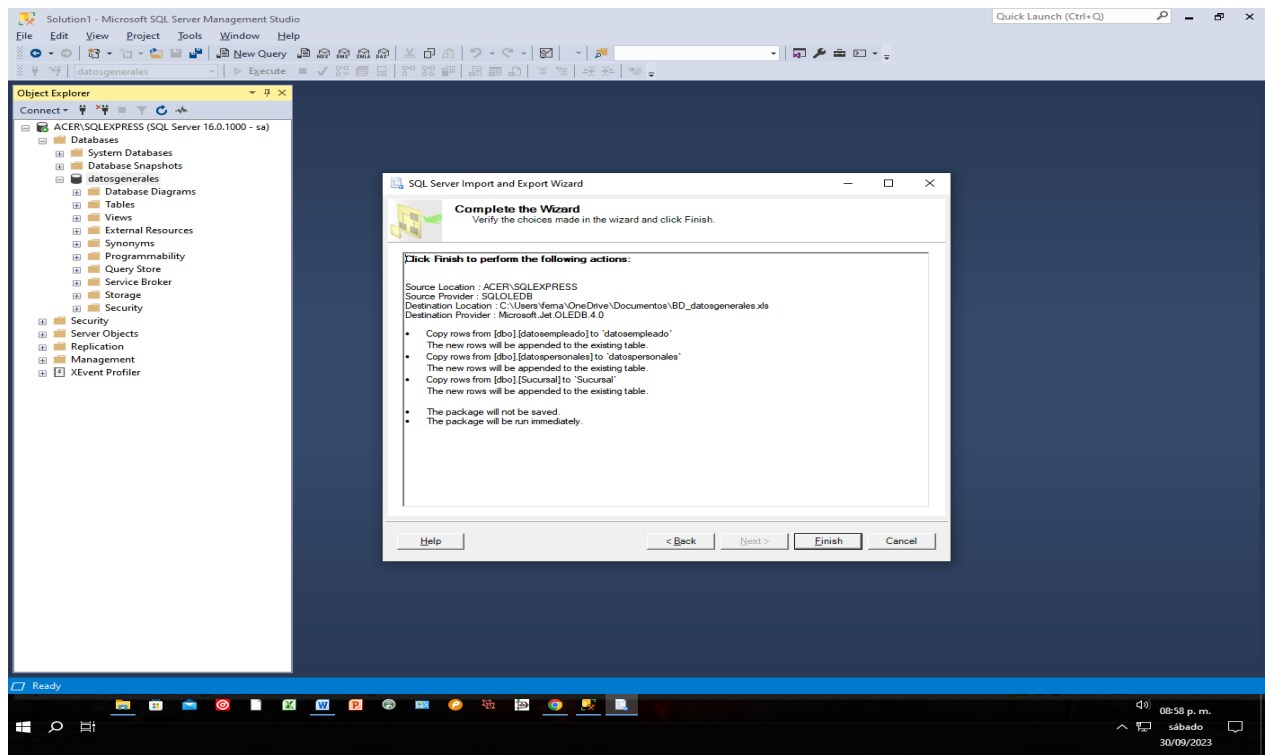 Solution1 - Microsoft SQL Server Management Studio
Quick Launch (Ctrl+Q)
File Edit View Project Tools Window Help
New Query MDX DMX XMLA DAX
datosgenerales Execute
Object Explorer
Connect
ACER\SQLEXPRESS (SQL Server 16.0.1000 - sa)
Databases
System Databases
Database Snapshots
datosgenerales
Database Diagrams
Tables
Views
External Resources
Synonyms
Programmability
Query Store
Service Broker
Storage
Security
Security
Server Objects
Replication
Management
XEvent Profiler
SQL Server Import and Export Wizard
Complete the Wizard
Verify the choices made in the wizard and click Finish.
Click Finish to perform the following actions:
Source Location : ACER\SQLEXPRESS
Source Provider : SQLOLEDB
Destination Location : C:\Users\ferna\OneDrive\Documentos\BD_datosgenerales.xls
Destination Provider : Microsoft.Jet.OLEDB.4.0
• Copy rows from [dbo].[datosempleado] to `datosempleado`
The new rows will be appended to the existing table.
• Copy rows from [dbo].[datospersonales] to `datospersonales`
The new rows will be appended to the existing table.
• Copy rows from [dbo].[Sucursal] to `Sucursal`
The new rows will be appended to the existing table.
• The package will not be saved.
• The package will be run immediately.
Help < Back Next > Finish Cancel
Ready
08:58 p. m.
sábado
30/09/2023